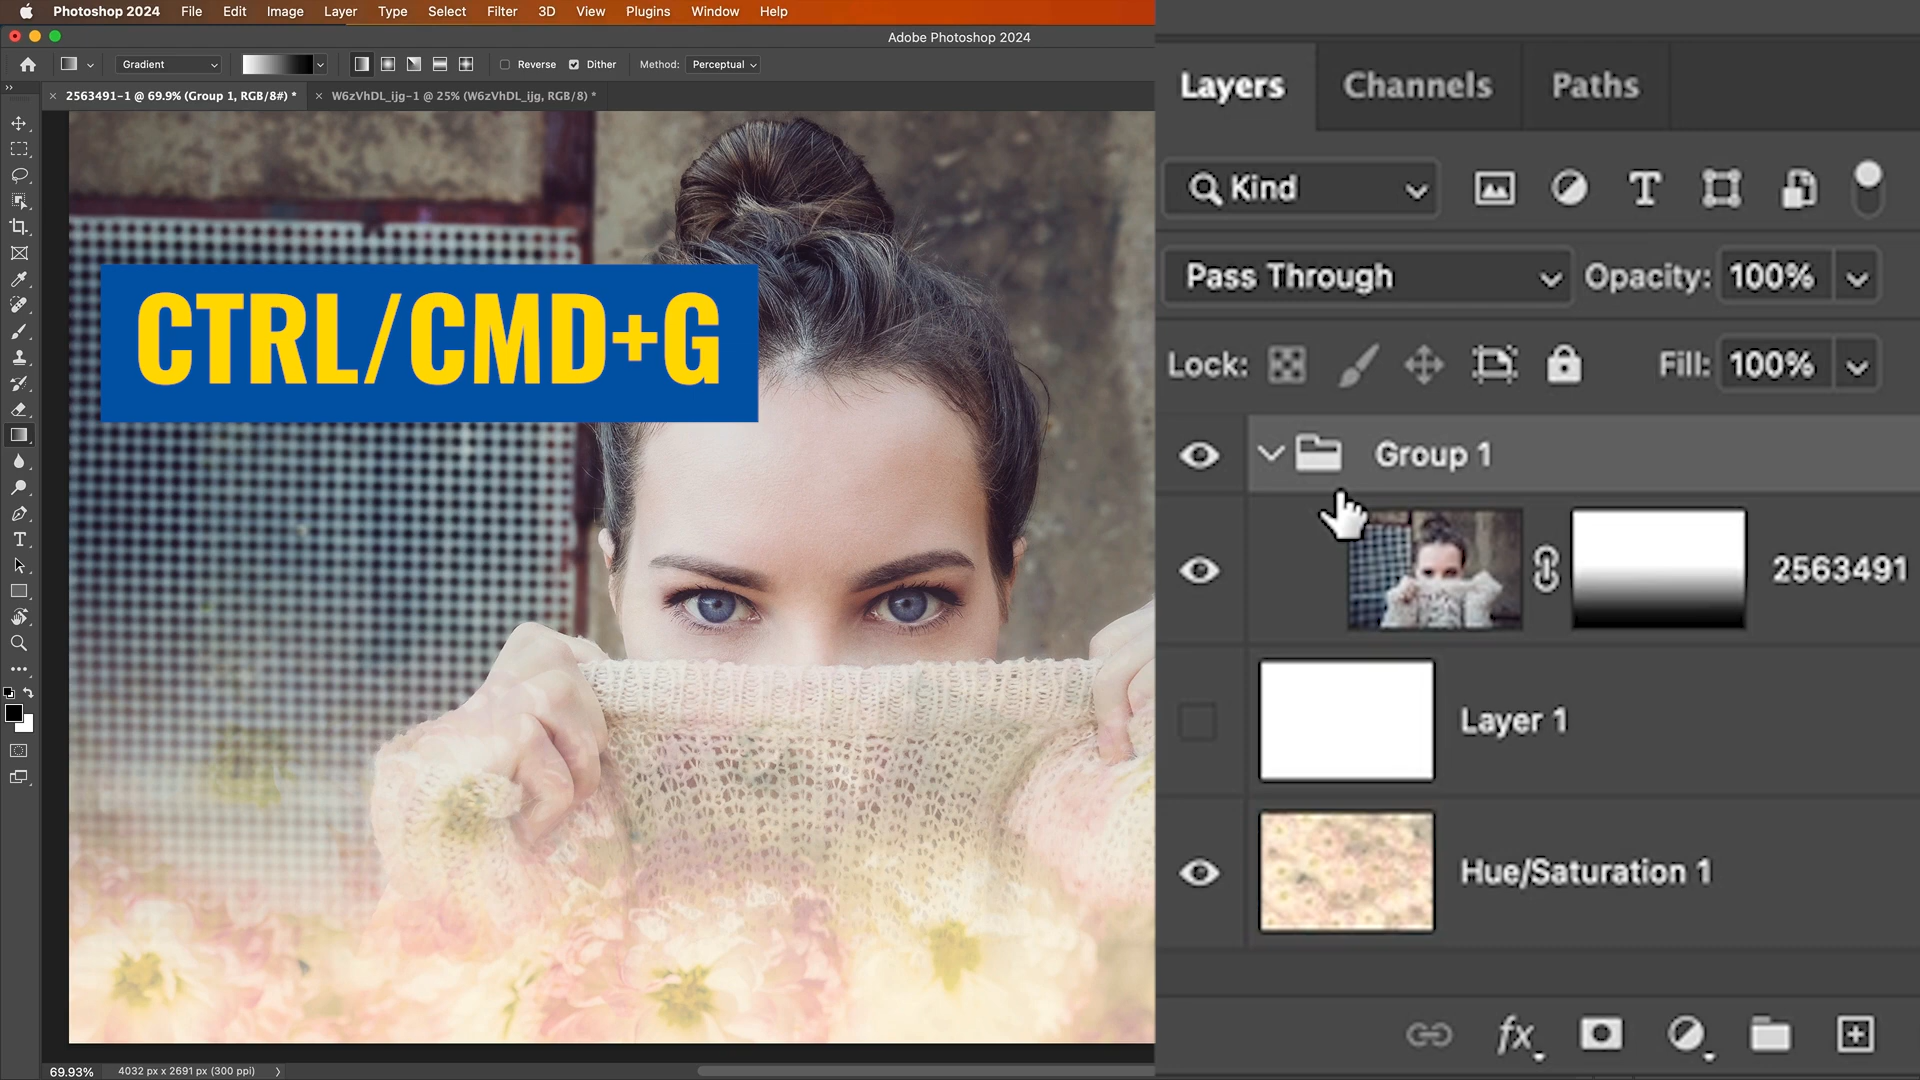 Photoshop 2024 File Edit Image Layer Type Select Filter 3D View Plugins Window Help
Adobe Photoshop 2024
Gradient Reverse Dither Method: Perceptual
2563491-1 @ 69.9% (Group 1, RGB/8#) * W6zVhDL_ijg-1 @ 25% (W6zVhDL_ijg, RGB/8) *
CTRL/CMD+G
69.93% 4032 px x 2691 px (300 ppi)
Layers Channels Paths
Kind
Pass Through Opacity: 100%
Lock: Fill: 100%
Group 1
2563491
Layer 1
Hue/Saturation 1
fx